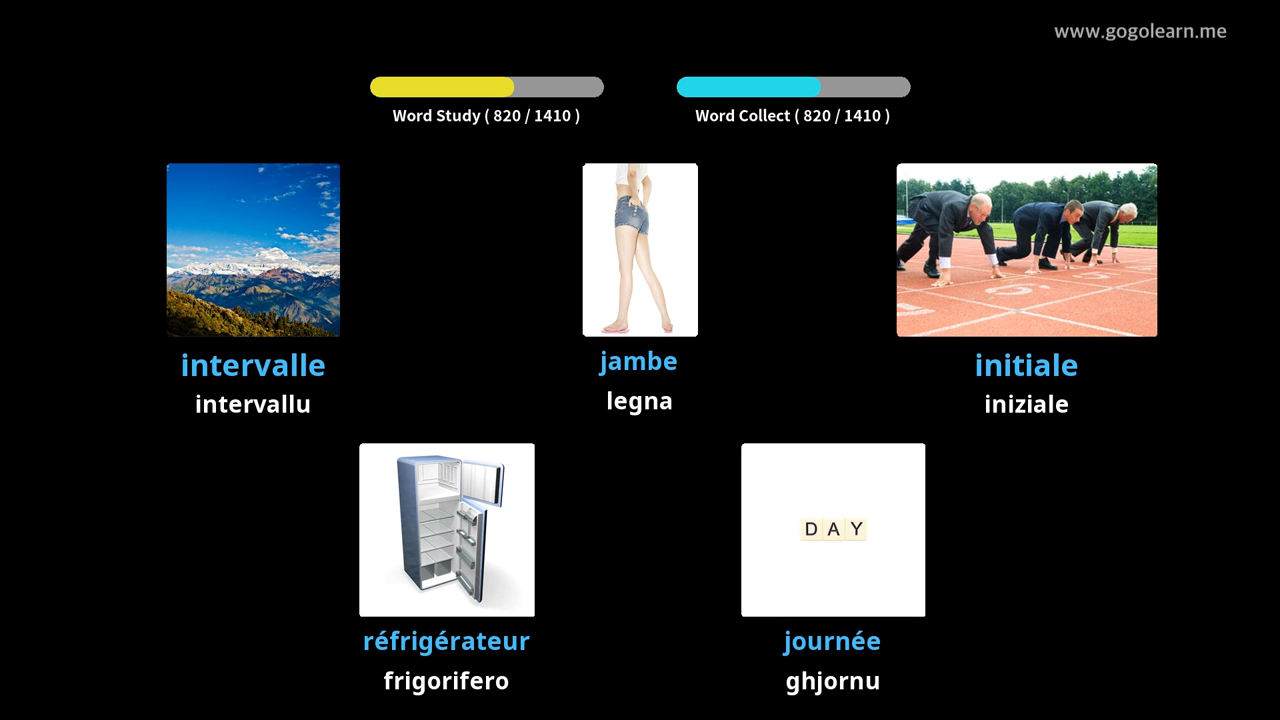 www.gogolearn.me
Word Study ( 820 / 1410 )
Word Collect ( 820 / 1410 )
intervalle
intervallu
jambe
legna
initiale
iniziale
DAY
réfrigérateur
frigorifero
journée
ghjornu